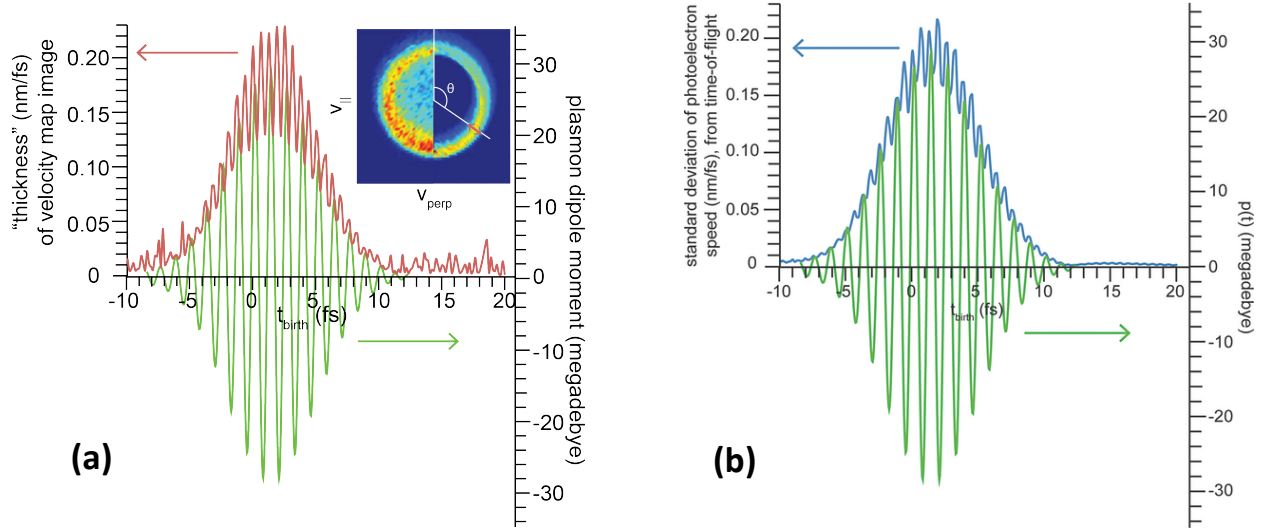 "thickness" (nm/fs)
of velocity map image
0.20
0.15
0.10
0.05
0
-10
-5
0
5
10
15
20
t_birth (fs)
30
20
10
0
-10
-20
-30
plasmon dipole moment (megadebye)
v_||
v_perp
θ
(a)
standard deviation of photoelectron
speed (nm/fs), from time-of-flight
0.20
0.15
0.10
0.05
0
-10
-5
0
5
10
15
20
t_birth (fs)
30
20
10
0
-10
-20
-30
p(t) (megadebye)
(b)